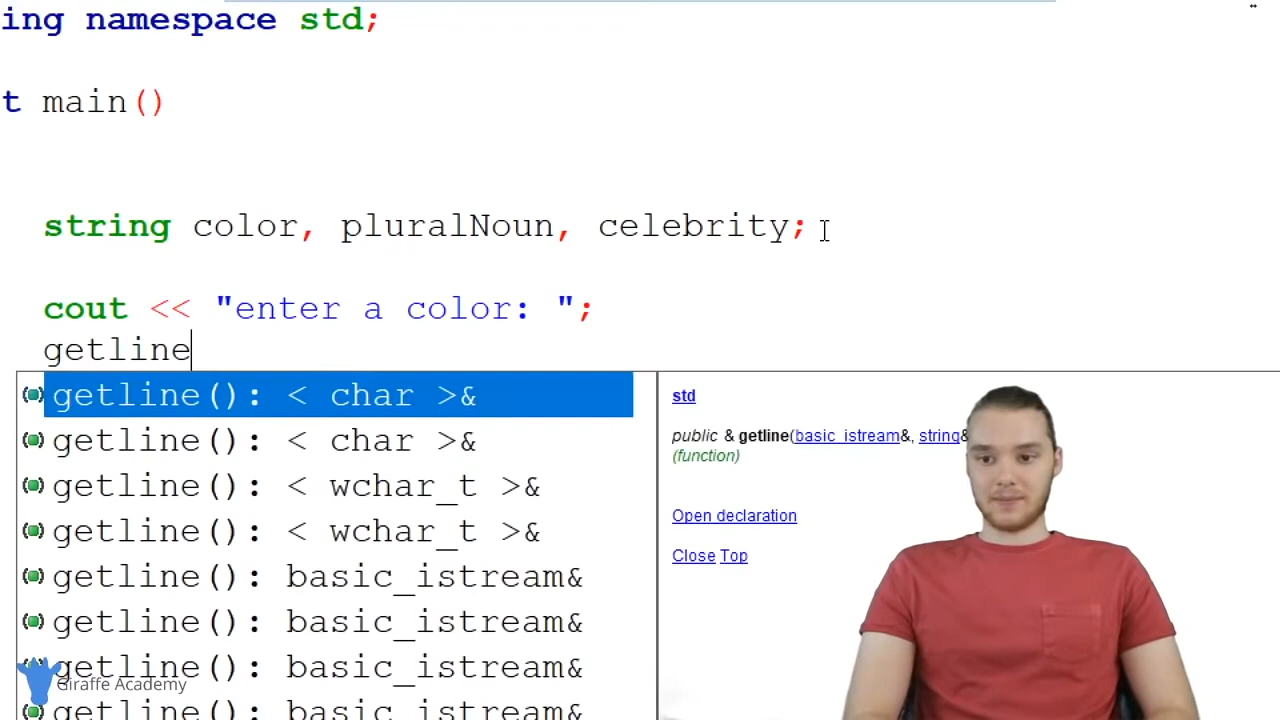 ing namespace std;
t main()
string color, pluralNoun, celebrity;
cout << "enter a color: ";
getline
getline(): < char >&
getline(): < char >&
getline(): < wchar_t >&
getline(): < wchar_t >&
getline(): basic_istream&
getline(): basic_istream&
getline(): basic_istream&
getline(): basic_istream&
std
public & getline(basic_istream&, string&
(function)
Open declaration
Close Top
Giraffe Academy